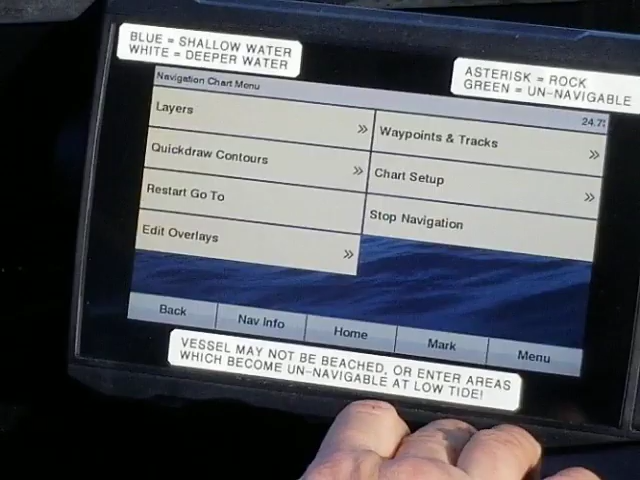 BLUE = SHALLOW WATER
WHITE = DEEPER WATER
ASTERISK = ROCK
GREEN = UN-NAVIGABLE
Navigation Chart Menu
Layers
Waypoints & Tracks
Quickdraw Contours
Chart Setup
Restart Go To
Stop Navigation
Edit Overlays
Back
Nav Info
Home
Mark
Menu
VESSEL MAY NOT BE BEACHED, OR ENTER AREAS
WHICH BECOME UN-NAVIGABLE AT LOW TIDE!